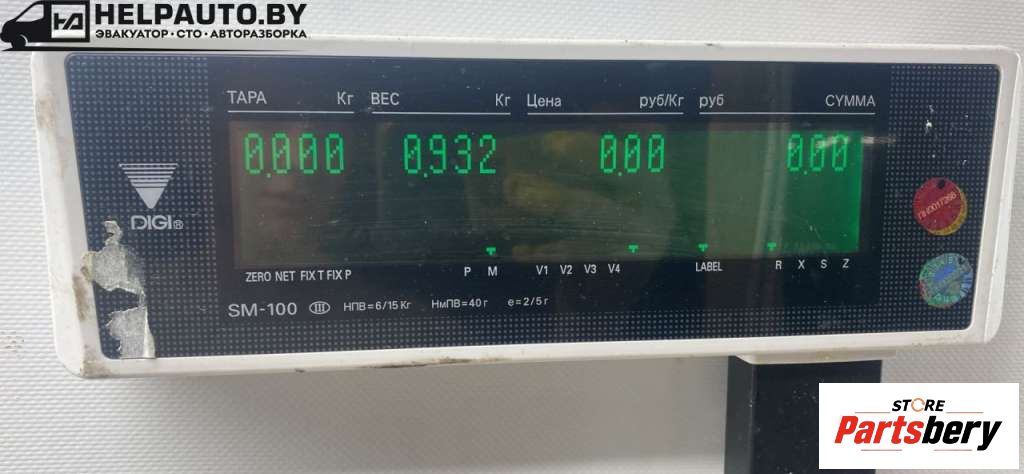 HELPAUTO.BY
ЭВАКУАТОР · СТО · АВТОРАЗБОРКА
ТАРА Кг ВЕС Кг Цена руб/Кг руб СУММА
0.000 0.932 0.00 0.00
DIGI®
ZERO NET FIX T FIX P P M V1 V2 V3 V4 LABEL R X S Z
SM-100 III НПВ=6/15 Кг НмПВ=40 г e=2/5 г
STORE
Partsbery